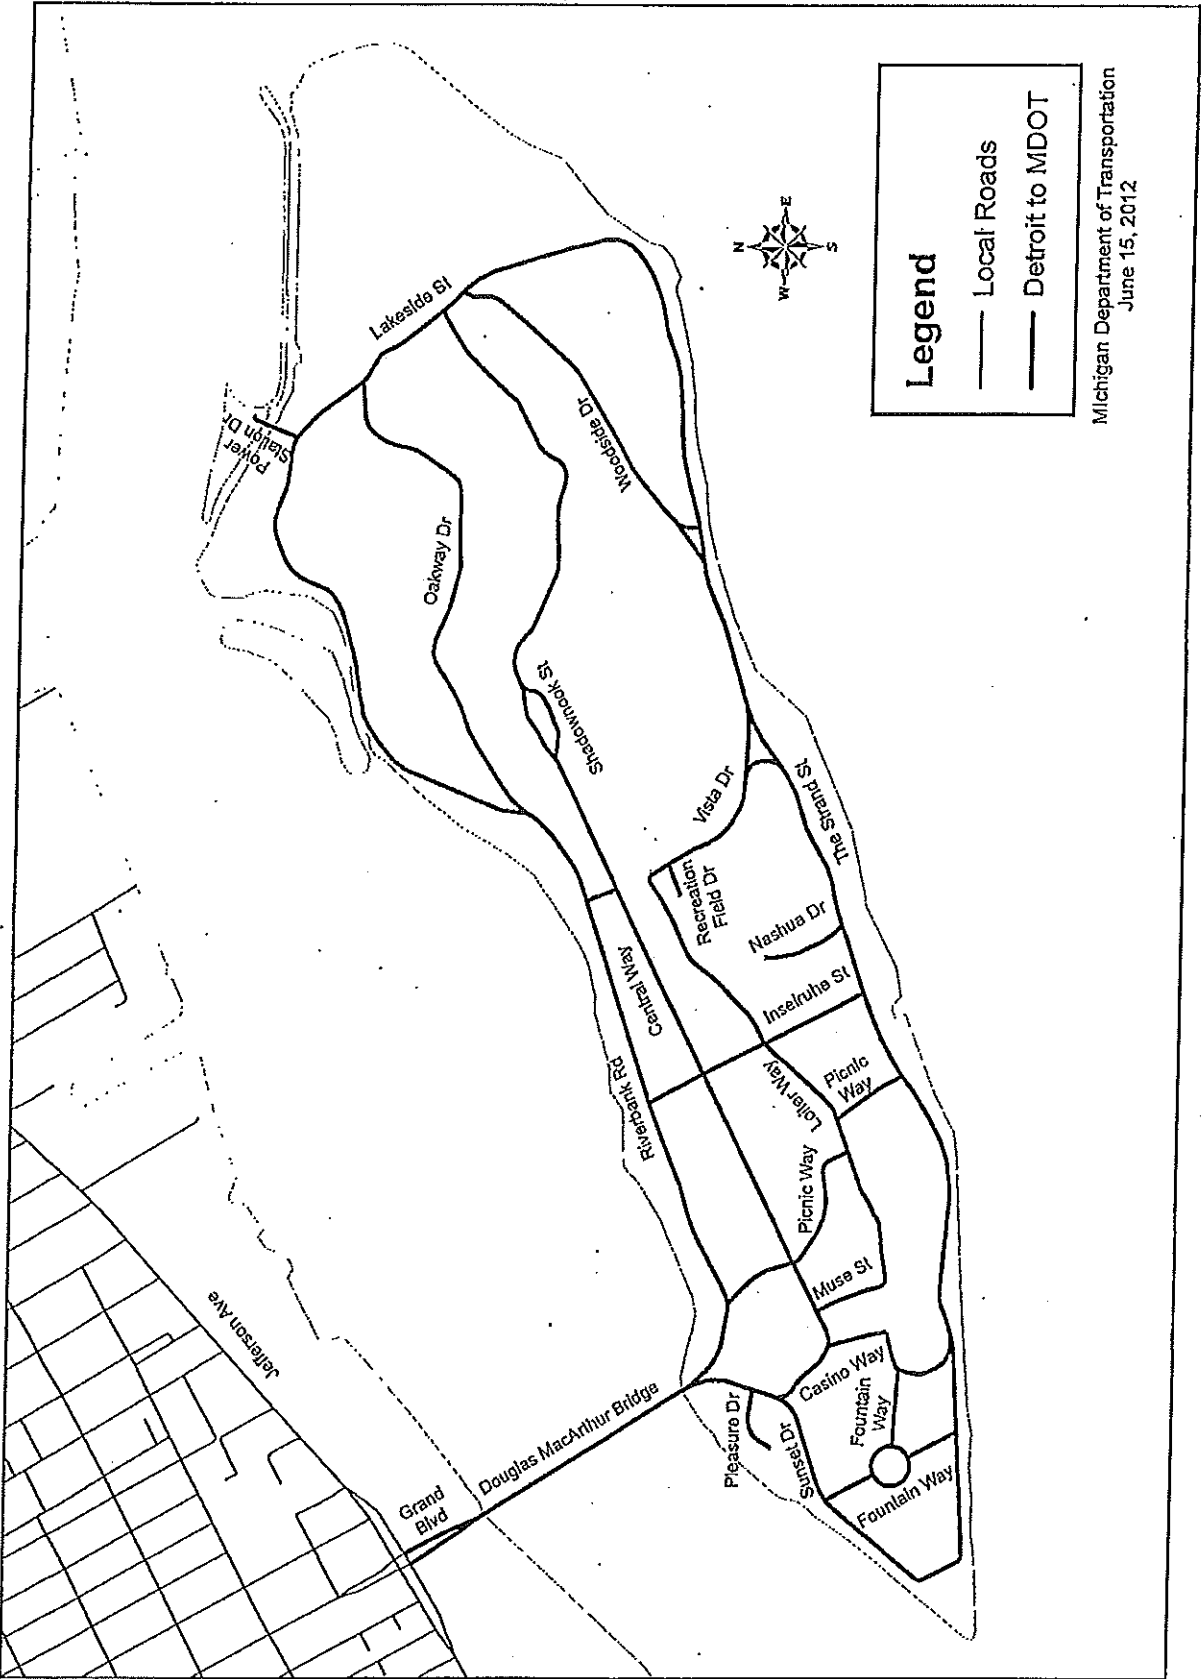 Lakeside St
Power
Station Dr
Oakway Dr
Woodside Dr
Shadownook St
Vista Dr
The Strand St
Recreation
Field Dr
Nashua Dr
Central Way
Inselruhe St
Riverbank Rd
Loiter Way
Picnic
Way
Picnic Way
Muse St
Jefferson Ave
Casino Way
Fountain
Way
Pleasure Dr
Sunset Dr
Fountain Way
Douglas MacArthur Bridge
Grand
Blvd
N
W
E
S
Legend
Local Roads
Detroit to MDOT
Michigan Department of Transportation
June 15, 2012